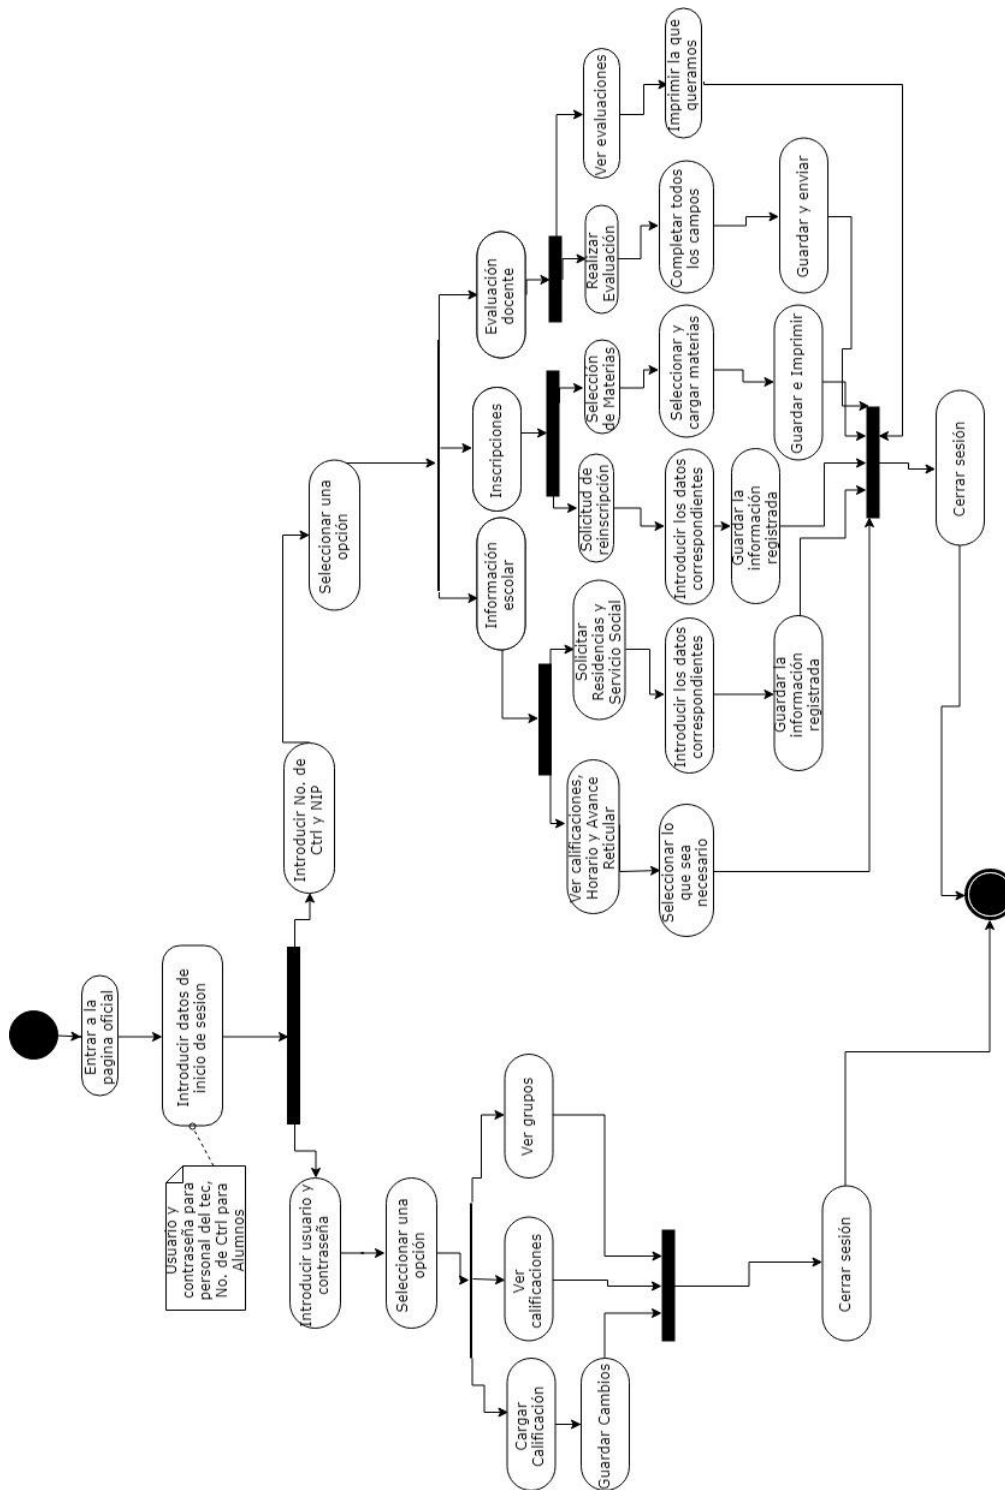 Entrar a la
pagina oficial
Introducir datos de
inicio de sesion
Usuario y
contraseña para
personal del tec,
No. de Ctrl para
Alumnos
Introducir usuario y
contraseña
Seleccionar una
opción
Cargar
Calificación
Guardar Cambios
Ver
calificaciones
Ver grupos
Cerrar sesión
Introducir No. de
Ctrl y NIP
Seleccionar una
opción
Información
escolar
Inscripciones
Evaluación
docente
Ver calificaciones,
Horario y Avance
Reticular
Solicitar
Residencias y
Servicio Social
Solicitud de
reinscripción
Selección
de Materias
Realizar
Evaluación
Ver evaluaciones
Seleccionar lo
que sea
necesario
Introducir los datos
correspondientes
Introducir los datos
correspondientes
Seleccionar y
cargar materias
Completar todos
los campos
Imprimir la que
queramos
Guardar la
información
registrada
Guardar la
información
registrada
Guardar e Imprimir
Guardar y enviar
Cerrar sesión